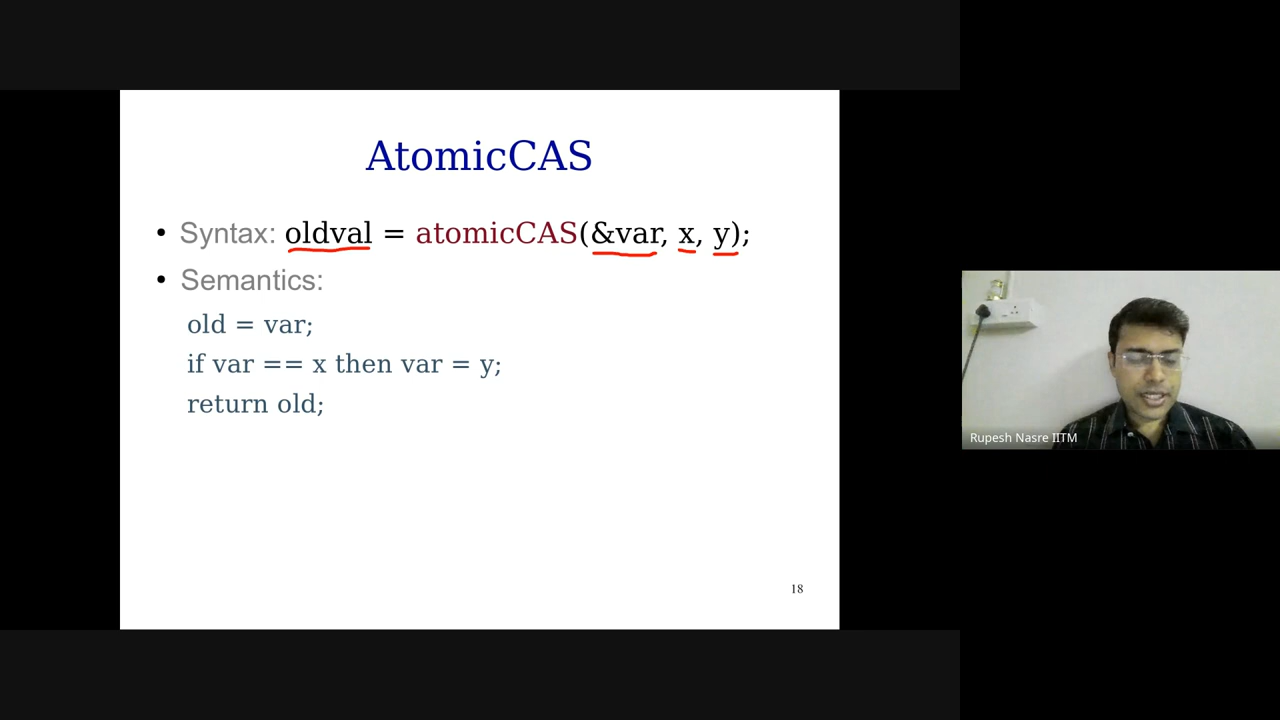 AtomicCAS
• Syntax: oldval = atomicCAS(&var, x, y);
• Semantics:
old = var;
if var == x then var = y;
return old;
18
Rupesh Nasre IITM